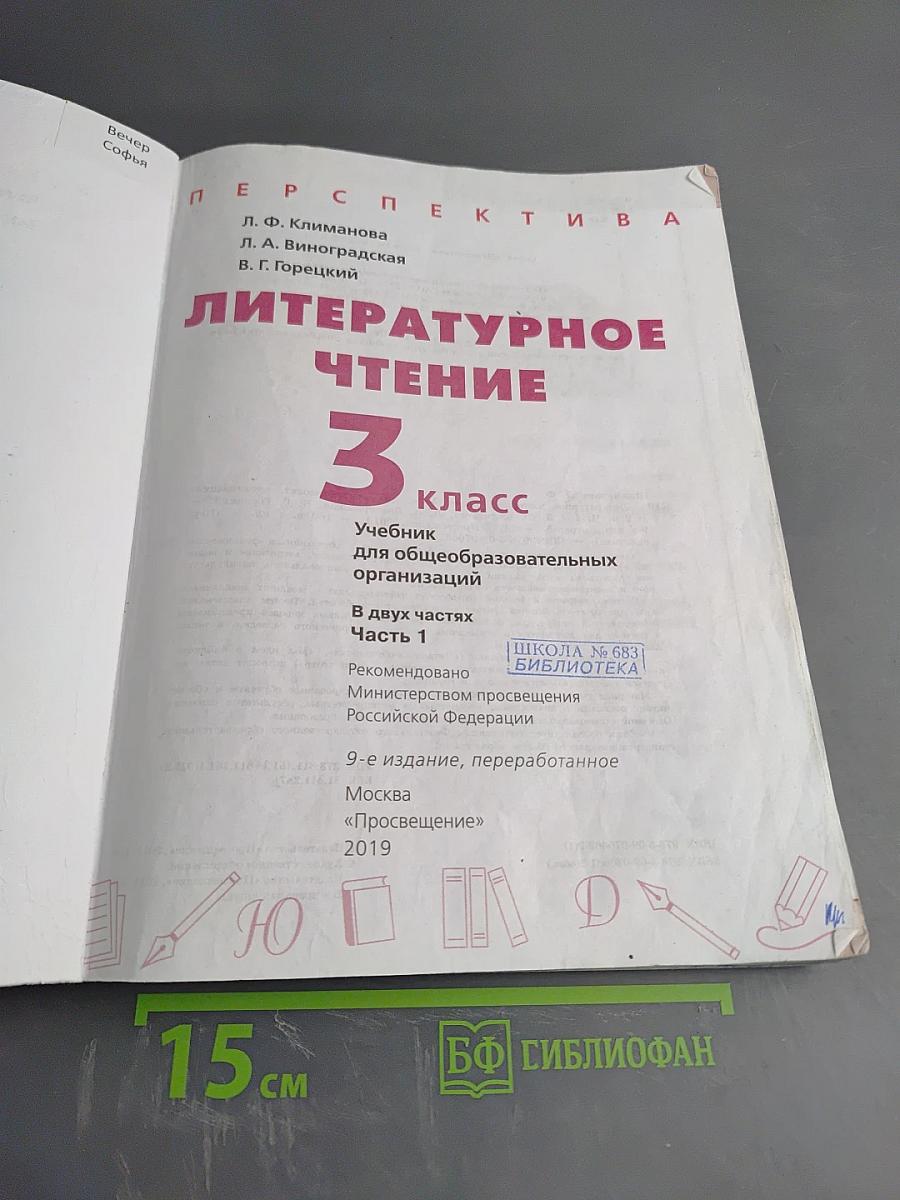 Вечер
Софья
ПЕРСПЕКТИВА
Л. Ф. Климанова
Л. А. Виноградская
В. Г. Горецкий
ЛИТЕРАТУРНОЕ
ЧТЕНИЕ
3 класс
Учебник
для общеобразовательных
организаций
В двух частях
Часть 1
ШКОЛА № 683
БИБЛИОТЕКА
Рекомендовано
Министерством просвещения
Российской Федерации
9-е издание, переработанное
Москва
«Просвещение»
2019
Ю
D
15 см
БФ СИБЛИОФАН